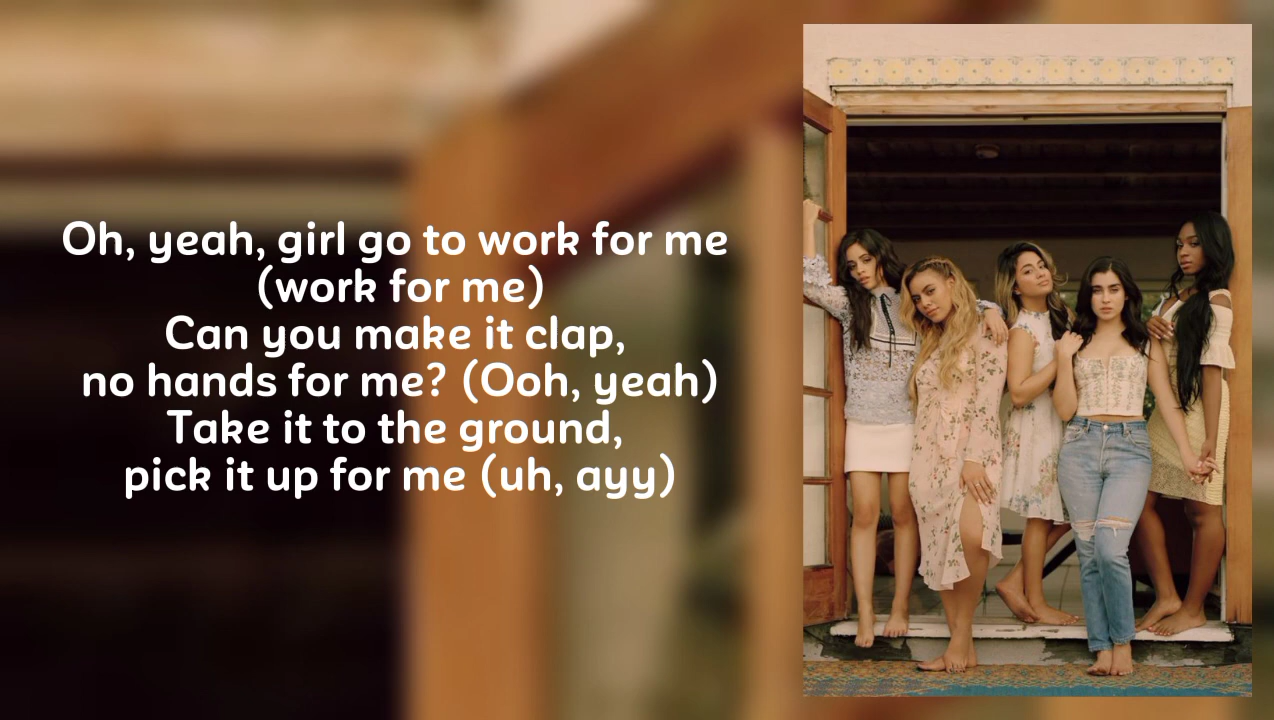 Oh, yeah, girl go to work for me
(work for me)
Can you make it clap,
no hands for me? (Ooh, yeah)
Take it to the ground,
pick it up for me (uh, ayy)